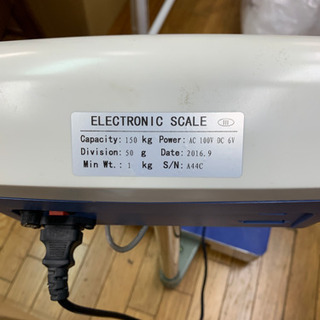 ELECTRONIC SCALE III
Capacity: 150 kg Power: AC 100V DC 6V
Division: 50 g Date: 2016.9
Min Wt.: 1 kg S/N: A44C